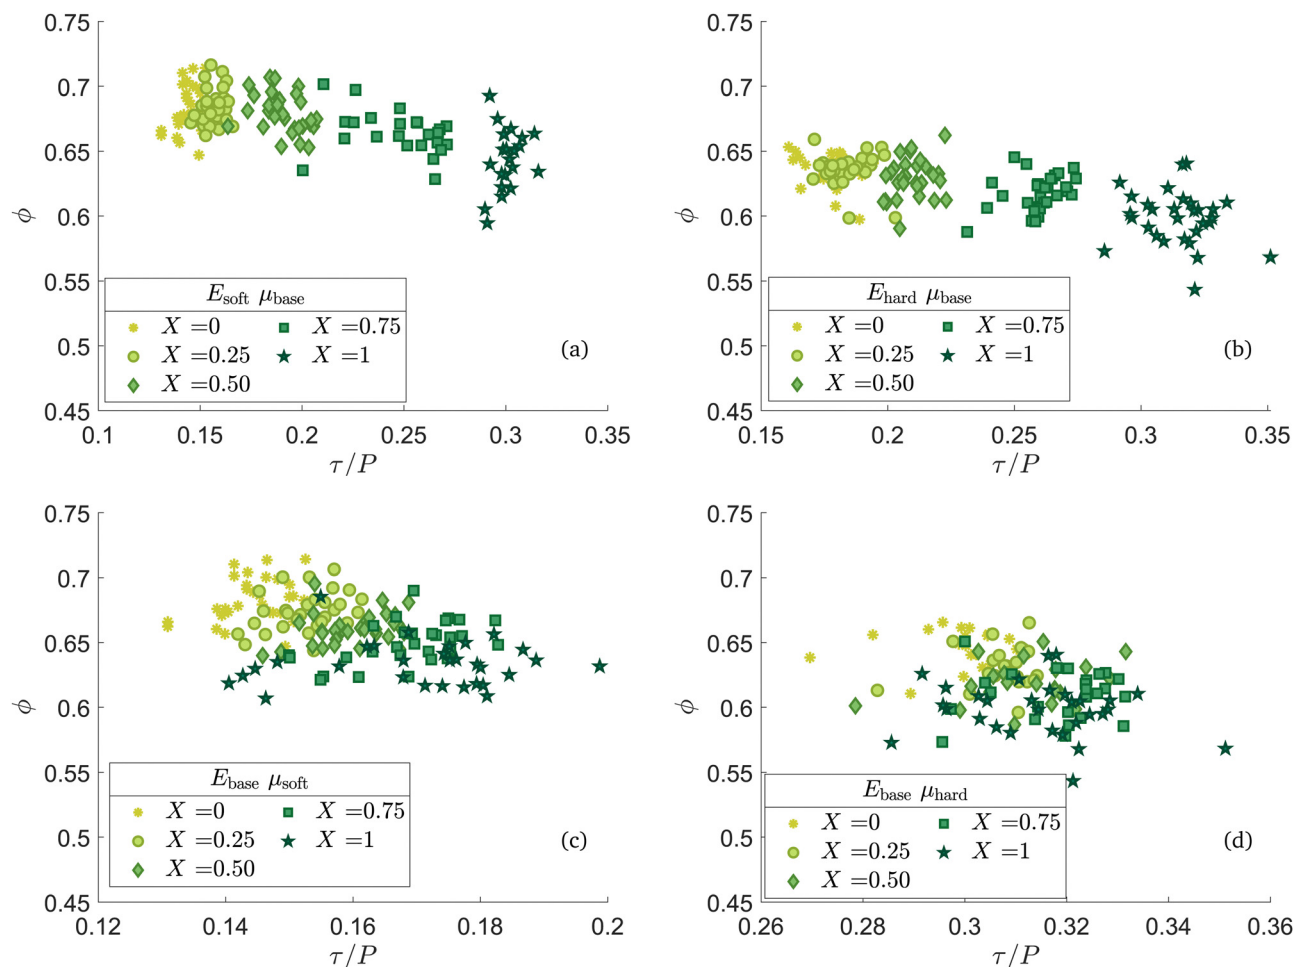 0.75
0.7
0.65
0.6
0.55
0.5
0.45
ϕ
E_soft μ_base
X =0
X =0.75
X =0.25
X =1
X =0.50
(a)
0.1 0.15 0.2 0.25 0.3 0.35
τ/P
0.75
0.7
0.65
0.6
0.55
0.5
0.45
ϕ
E_hard μ_base
X =0
X =0.75
X =0.25
X =1
X =0.50
(b)
0.15 0.2 0.25 0.3 0.35
τ/P
0.75
0.7
0.65
0.6
0.55
0.5
0.45
ϕ
E_base μ_soft
X =0
X =0.75
X =0.25
X =1
X =0.50
(c)
0.12 0.14 0.16 0.18 0.2
τ/P
0.75
0.7
0.65
0.6
0.55
0.5
0.45
ϕ
E_base μ_hard
X =0
X =0.75
X =0.25
X =1
X =0.50
(d)
0.26 0.28 0.3 0.32 0.34 0.36
τ/P